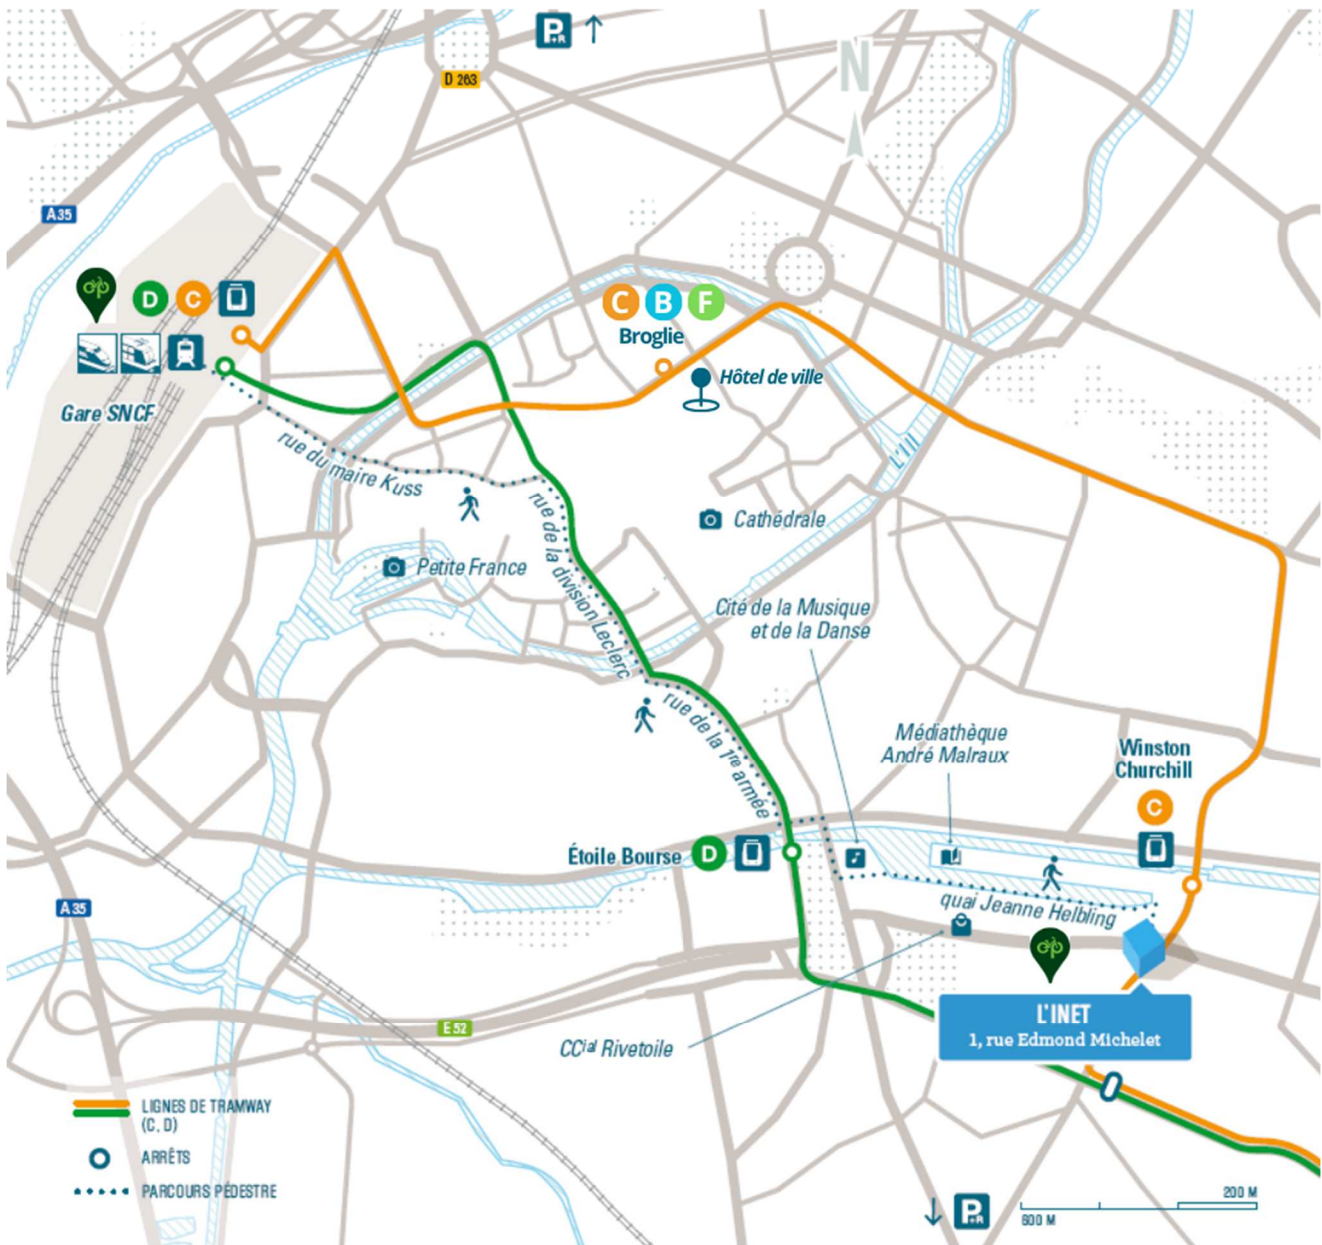 P+R
D 263
N
A35
D
C
C B F
Broglie
Hôtel de ville
Gare SNCF
rue du maire Kuss
L'Ill
rue de la division Leclerc
Cathédrale
Petite France
Cité de la Musique
et de la Danse
rue de la 1re armée
Médiathèque
André Malraux
Winston
Churchill
C
Étoile Bourse D
A35
quai Jeanne Helbling
L'INET
1, rue Edmond Michelet
E 52
CCial Rivetoile
LIGNES DE TRAMWAY
(C, D)
ARRÊTS
PARCOURS PÉDESTRE
P+R
200 M
600 M